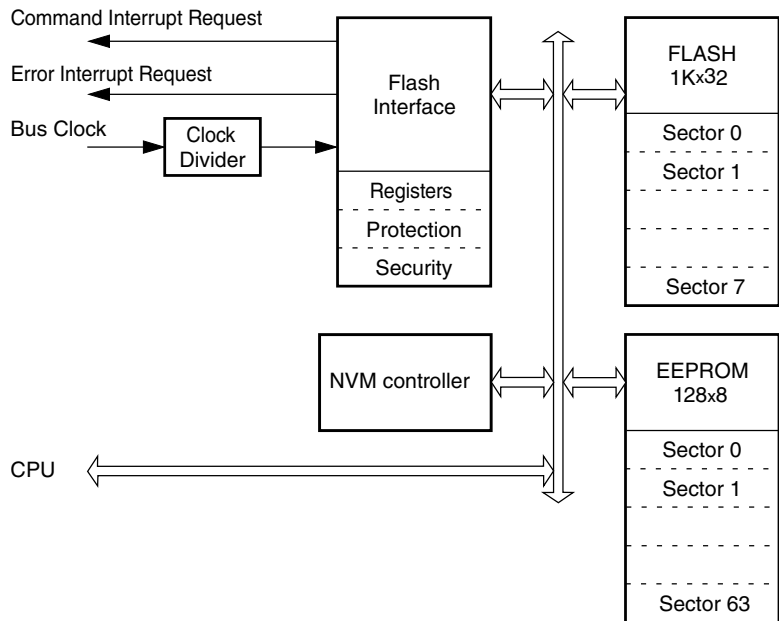 Command Interrupt Request
Error Interrupt Request
Bus Clock
Clock
Divider
Flash
Interface
Registers
Protection
Security
FLASH
1Kx32
Sector 0
Sector 1
Sector 7
NVM controller
CPU
EEPROM
128x8
Sector 0
Sector 1
Sector 63